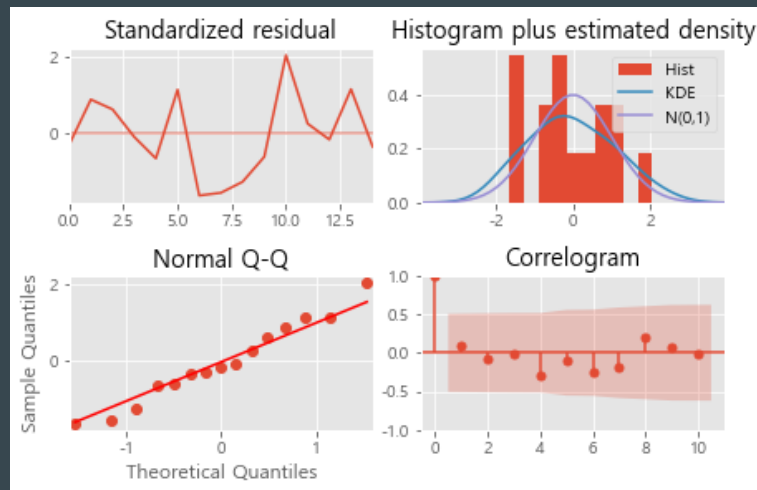 Standardized residual
2
0
0.0 2.5 5.0 7.5 10.0 12.5
Histogram plus estimated density
Hist
KDE
N(0,1)
0.4
0.2
0.0
-2 0 2
Normal Q-Q
Sample Quantiles
2
0
-1 0 1
Theoretical Quantiles
Correlogram
1.0
0.5
0.0
-0.5
-1.0
0 2 4 6 8 10